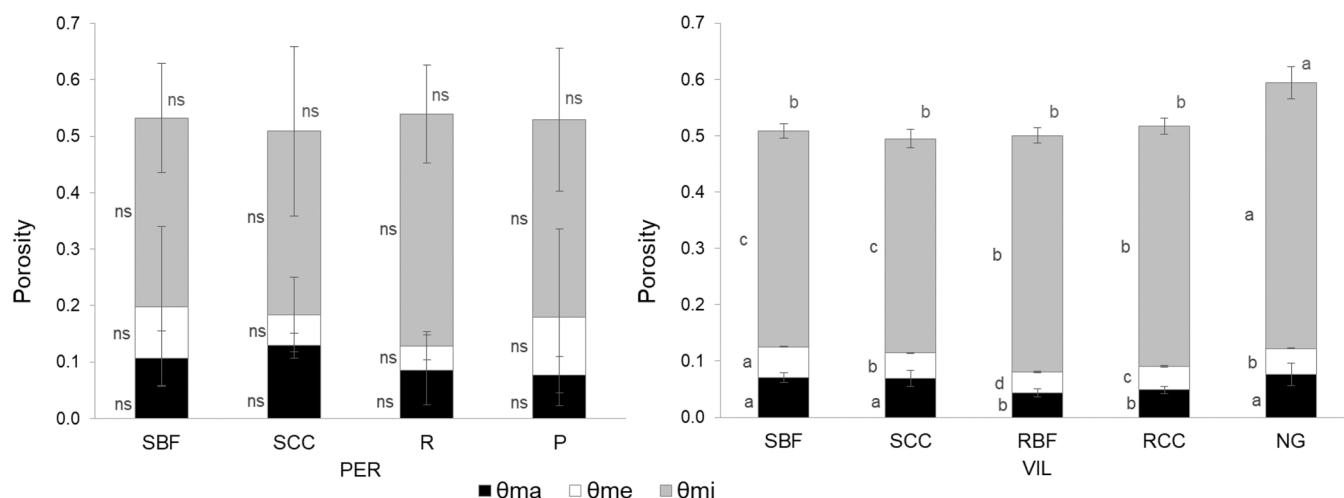 0.7
0.6
0.5
0.4
0.3
0.2
0.1
0.0
Porosity
ns ns ns ns
ns ns ns ns
ns ns ns ns
ns ns ns ns
SBF SCC R P
PER
0.7
0.6
0.5
0.4
0.3
0.2
0.1
0.0
Porosity
b b b b a
c c b b a
a b d c b
a a b b a
SBF SCC RBF RCC NG
VIL
θma θme θmi